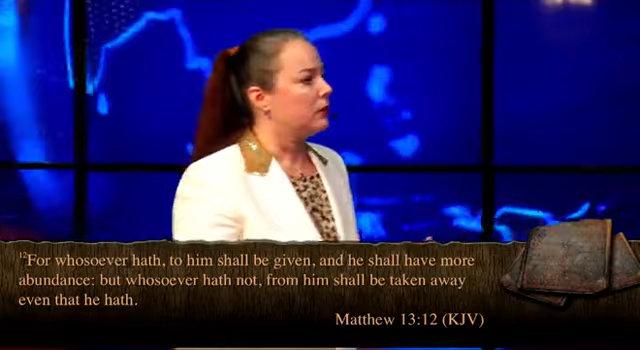 ¹²For whosoever hath, to him shall be given, and he shall have more
abundance: but whosoever hath not, from him shall be taken away
even that he hath.
Matthew 13:12 (KJV)